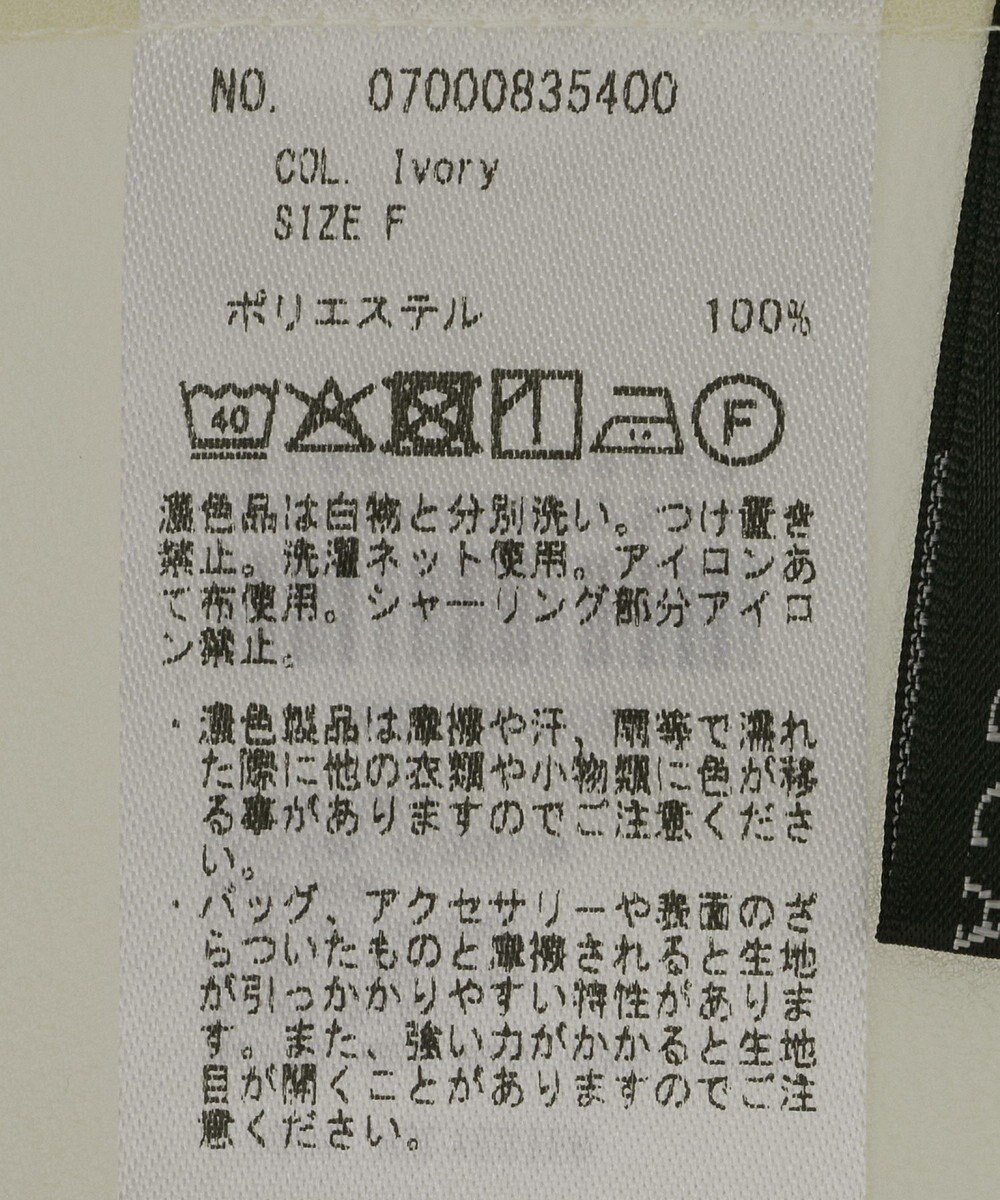 NO. 07000835400
COL. Ivory
SIZE F
ポリエステル 100%
40
F
濃色品は白物と分別洗い。つけ置き
禁止。洗濯ネット使用。アイロンあ
て布使用。シャーリング部分アイロ
ン禁止。
・濃色製品は摩擦や汗、雨等で濡れ
た際に他の衣類や小物類に色が移
る事がありますのでご注意くださ
い。
・バッグ、アクセサリーや表面のざ
らついたものと摩擦されると生地
が引っかかりやすい特性がありま
す。また、強い力がかかると生地
目が開くことがありますのでご注
意ください。